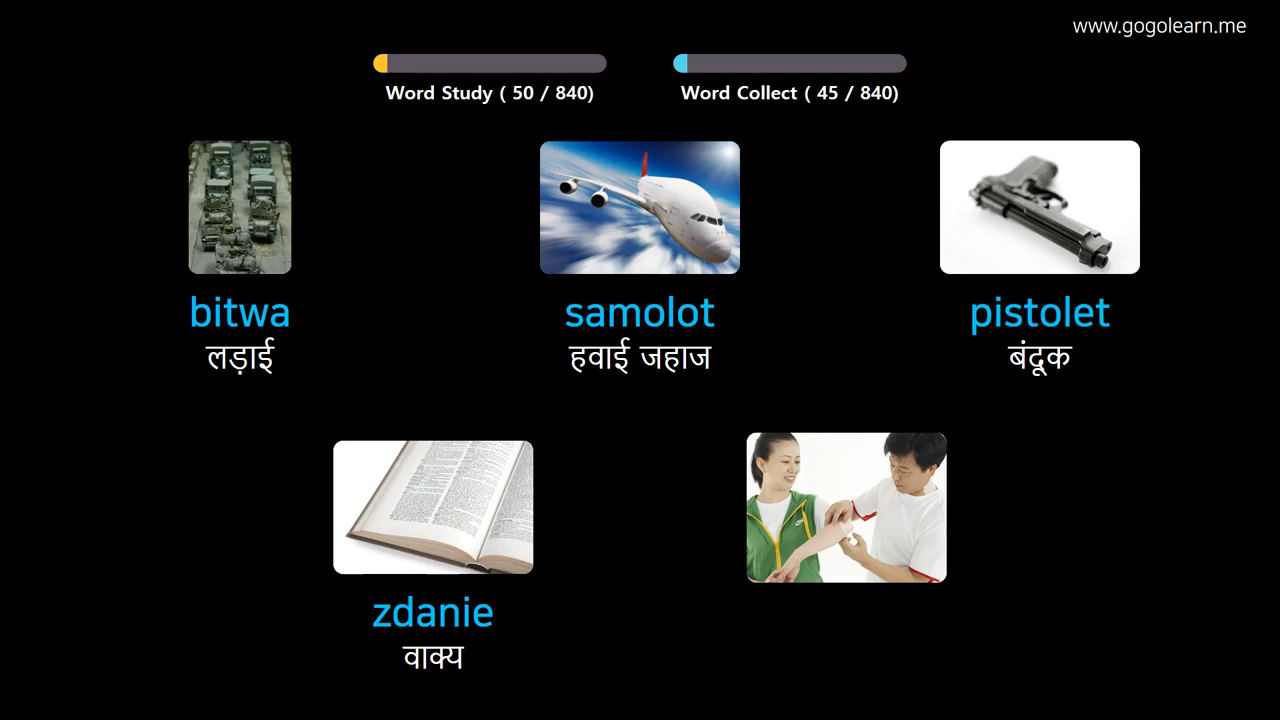 www.gogolearn.me
Word Study ( 50 / 840)
Word Collect ( 45 / 840)
bitwa
लड़ाई
samolot
हवाई जहाज
pistolet
बंदूक
zdanie
वाक्य